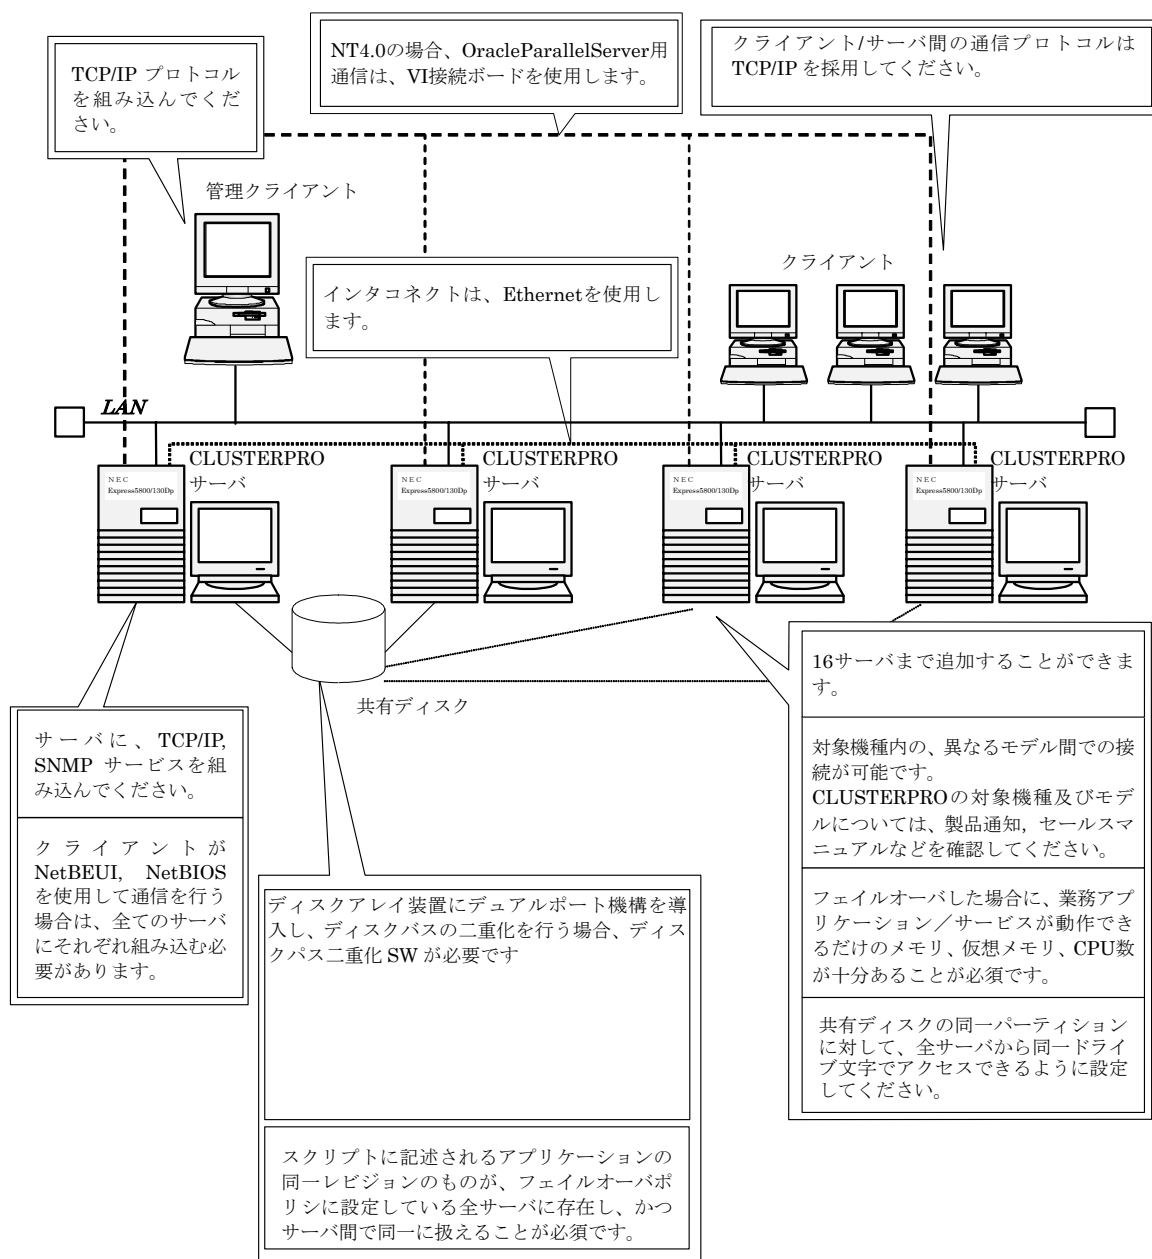 NT4.0の場合、OracleParallelServer用
通信は、VI接続ボードを使用します。
クライアント/サーバ間の通信プロトコルは
TCP/IP を採用してください。
TCP/IP プロトコル
を組み込んでくだ
さい。
管理クライアント
クライアント
インタコネクトは、Ethernetを使用し
ます。
LAN
CLUSTERPRO
サーバ
CLUSTERPRO
サーバ
CLUSTERPRO
サーバ
CLUSTERPRO
サーバ
NEC
Express5800/130Dp
NEC
Express5800/130Dp
NEC
Express5800/130Dp
NEC
Express5800/130Dp
共有ディスク
サーバに、TCP/IP,
SNMP サービスを組
み込んでください。
クライアントが
NetBEUI, NetBIOS
を使用して通信を行う
場合は、全てのサーバ
にそれぞれ組み込む必
要があります。
ディスクアレイ装置にデュアルポート機構を導
入し、ディスクパスの二重化を行う場合、ディス
クパス二重化 SW が必要です
スクリプトに記述されるアプリケーションの
同一レビジョンのものが、フェイルオーバポ
リシに設定している全サーバに存在し、かつ
サーバ間で同一に扱えることが必須です。
16サーバまで追加することができま
す。
対象機種内の、異なるモデル間での接
続が可能です。
CLUSTERPROの対象機種及びモデ
ルについては、製品通知，セールスマ
ニュアルなどを確認してください。
フェイルオーバした場合に、業務アプ
リケーション／サービスが動作でき
るだけのメモリ、仮想メモリ、CPU数
が十分あることが必須です。
共有ディスクの同一パーティション
に対して、全サーバから同一ドライ
ブ文字でアクセスできるように設定
してください。